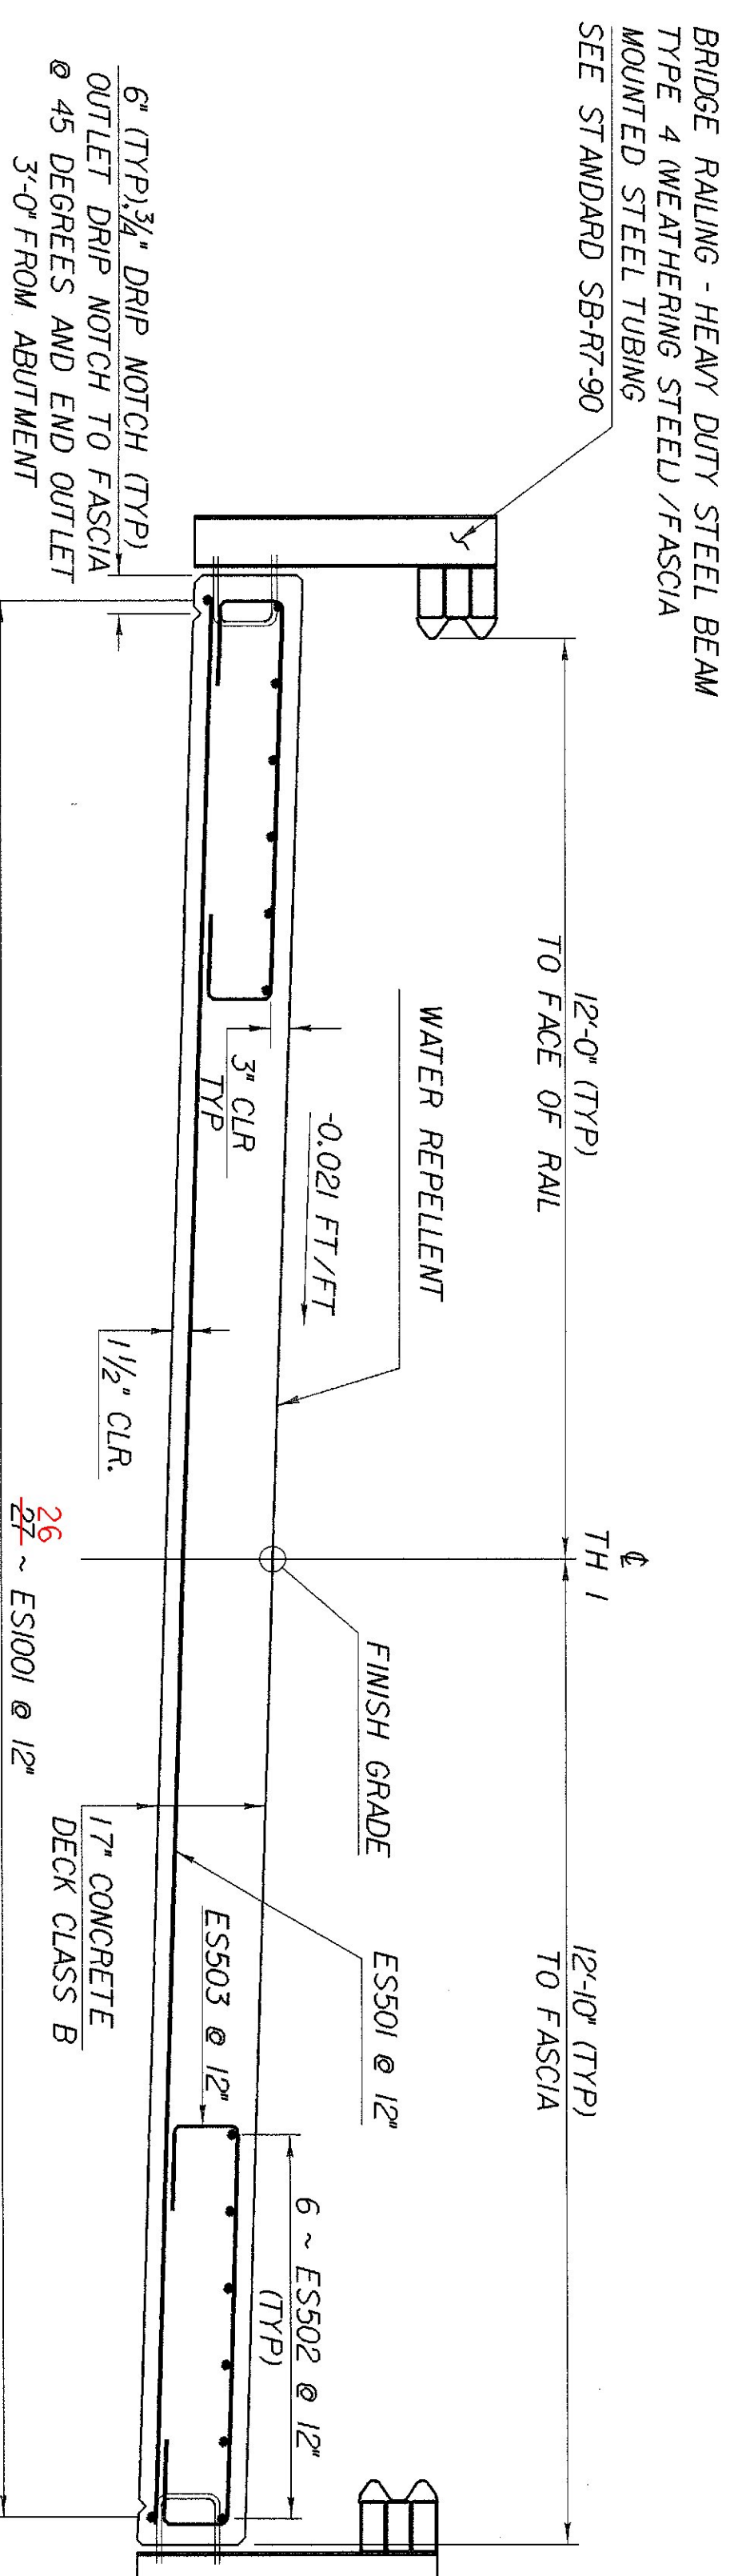 BRIDGE RAILING - HEAVY DUTY STEEL BEAM
TYPE 4 (WEATHERING STEEL) /FASCIA
MOUNTED STEEL TUBING
SEE STANDARD SB-R7-90
℄
TH 1
12'-0" (TYP)
TO FACE OF RAIL
12'-10" (TYP)
TO FASCIA
WATER REPELLENT
FINISH GRADE
ES501 @ 12"
-0.021 FT/FT
6 ~ ES502 @ 12"
(TYP)
3" CLR
TYP
ES503 @ 12"
6" (TYP)
3/4" DRIP NOTCH (TYP)
OUTLET DRIP NOTCH TO FASCIA
@ 45 DEGREES AND END OUTLET
3'-0" FROM ABUTMENT
1 1/2" CLR.
17" CONCRETE
DECK CLASS B
26
27 ~ ES1001 @ 12"